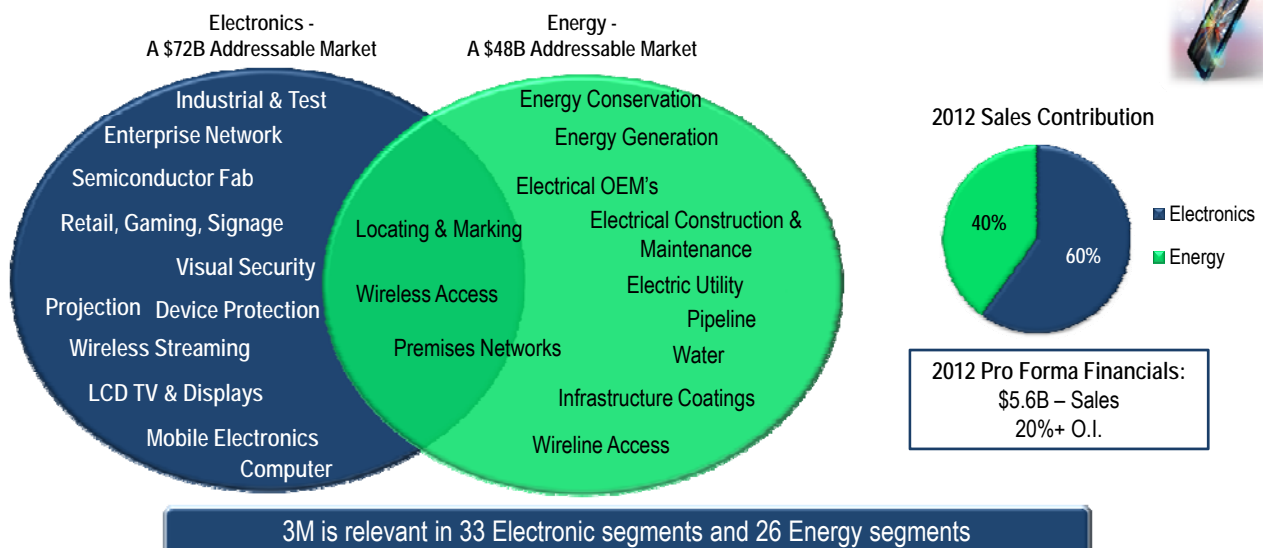 Electronics -
A $72B Addressable Market
Energy -
A $48B Addressable Market
Industrial & Test
Enterprise Network
Semiconductor Fab
Retail, Gaming, Signage
Visual Security
Projection
Device Protection
Wireless Streaming
LCD TV & Displays
Mobile Electronics
Computer
Locating & Marking
Wireless Access
Premises Networks
Energy Conservation
Energy Generation
Electrical OEM's
Electrical Construction &
Maintenance
Electric Utility
Pipeline
Water
Infrastructure Coatings
Wireline Access
2012 Sales Contribution
40%
60%
Electronics
Energy
2012 Pro Forma Financials:
$5.6B – Sales
20%+ O.I.
3M is relevant in 33 Electronic segments and 26 Energy segments